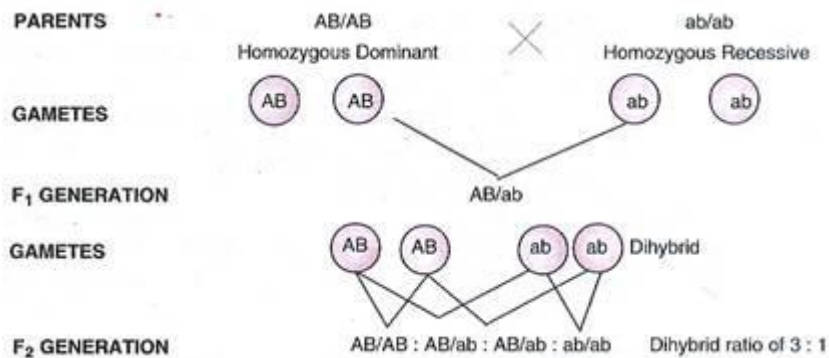 PARENTS AB/AB ab/ab
Homozygous Dominant Homozygous Recessive
GAMETES AB AB ab ab
F₁ GENERATION AB/ab
GAMETES AB AB ab ab Dihybrid
F₂ GENERATION AB/AB : AB/ab : AB/ab : ab/ab Dihybrid ratio of 3 : 1